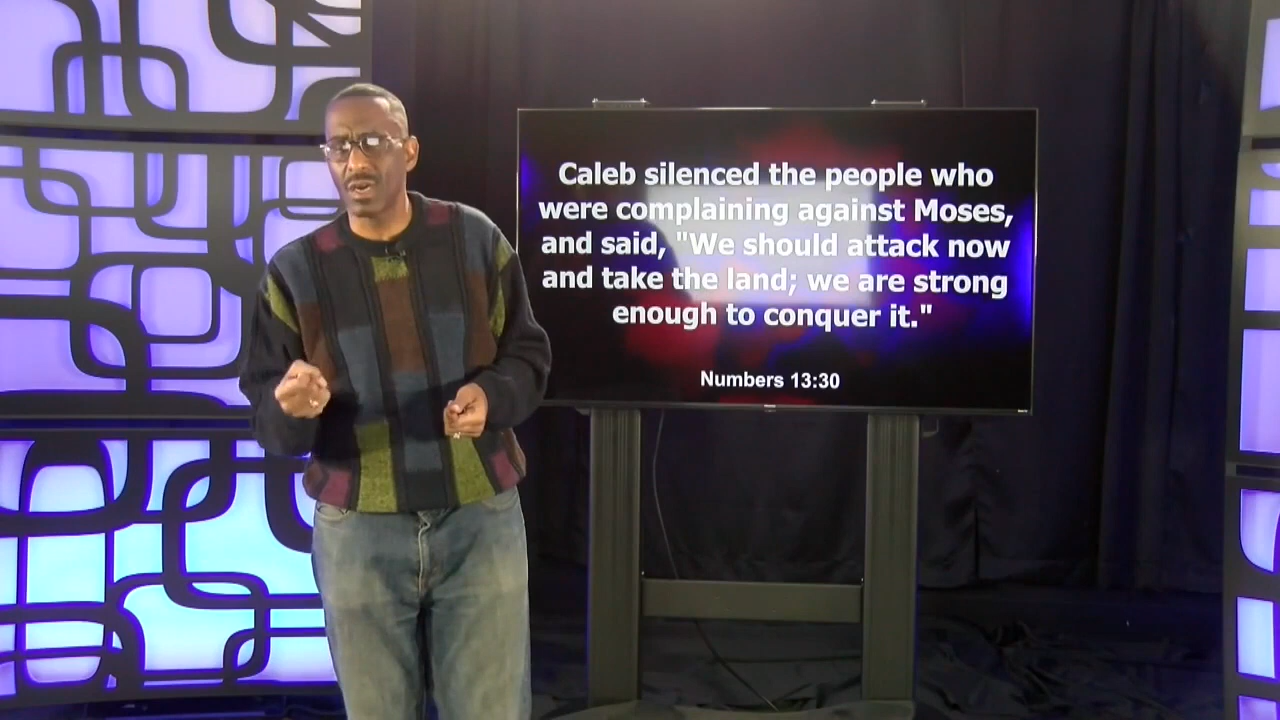 Caleb silenced the people who
were complaining against Moses,
and said, "We should attack now
and take the land; we are strong
enough to conquer it."
Numbers 13:30